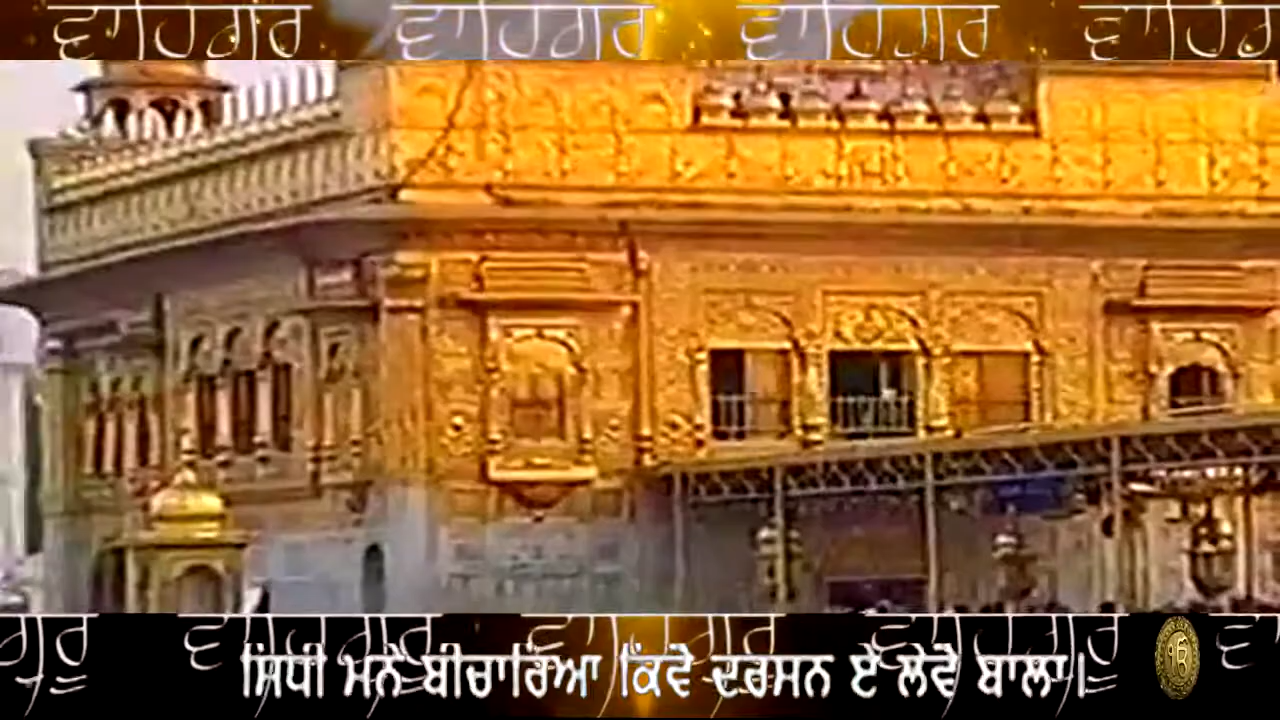 ਵਾਹਿਗੁਰੂ ਵਾਹਿਗੁਰੂ ਵਾਹਿਗੁਰੂ ਵਾਹਿਗੁ
ਗੁਰੂ ਵਾਹਿਗੁਰੂ ਵਾਹਿਗੁਰੂ ਵਾਹਿਗੁਰੂ ਵਾ
ਸਿਧੀ ਮਨੇ ਬੀਚਾਰਿਆ ਕਿਵੇ ਦਰਸਨ ਏ ਲੇਵੇ ਬਾਲਾ।
ੴ